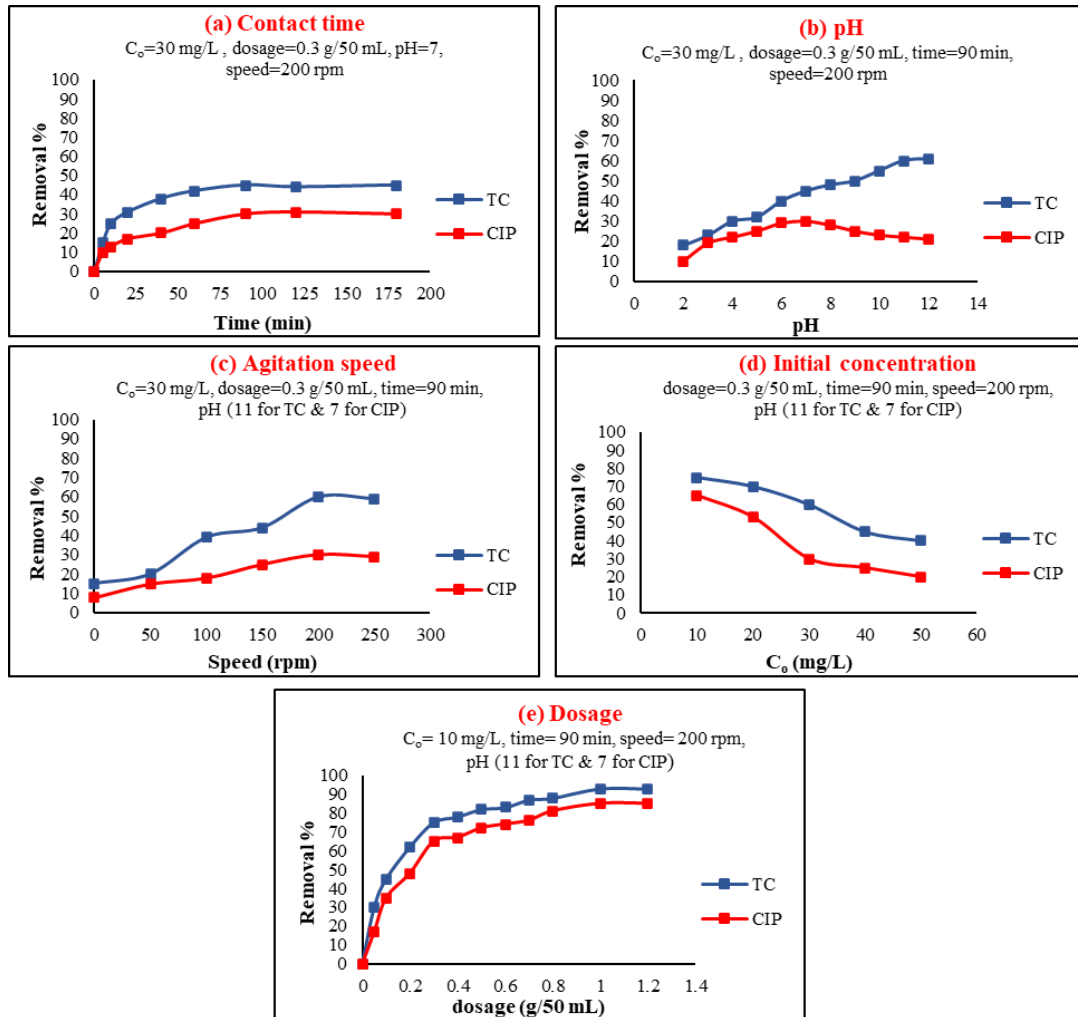 (a) Contact time
Cₒ=30 mg/L , dosage=0.3 g/50 mL, pH=7,
speed=200 rpm
100
90
80
70
60
50
40
30
20
10
0
Removal %
0 25 50 75 100 125 150 175 200
Time (min)
TC
CIP
(b) pH
Cₒ=30 mg/L , dosage=0.3 g/50 mL, time=90 min,
speed=200 rpm
100
90
80
70
60
50
40
30
20
10
0
Removal %
0 2 4 6 8 10 12 14
pH
TC
CIP
(c) Agitation speed
Cₒ=30 mg/L, dosage=0.3 g/50 mL, time=90 min,
pH (11 for TC & 7 for CIP)
100
90
80
70
60
50
40
30
20
10
0
Removal %
0 50 100 150 200 250 300
Speed (rpm)
TC
CIP
(d) Initial concentration
dosage=0.3 g/50 mL, time=90 min, speed=200 rpm,
pH (11 for TC & 7 for CIP)
100
90
80
70
60
50
40
30
20
10
0
Removal %
0 10 20 30 40 50 60
Cₒ (mg/L)
TC
CIP
(e) Dosage
Cₒ= 10 mg/L, time= 90 min, speed= 200 rpm,
pH (11 for TC & 7 for CIP)
100
90
80
70
60
50
40
30
20
10
0
Removal %
0 0.2 0.4 0.6 0.8 1 1.2 1.4
dosage (g/50 mL)
TC
CIP